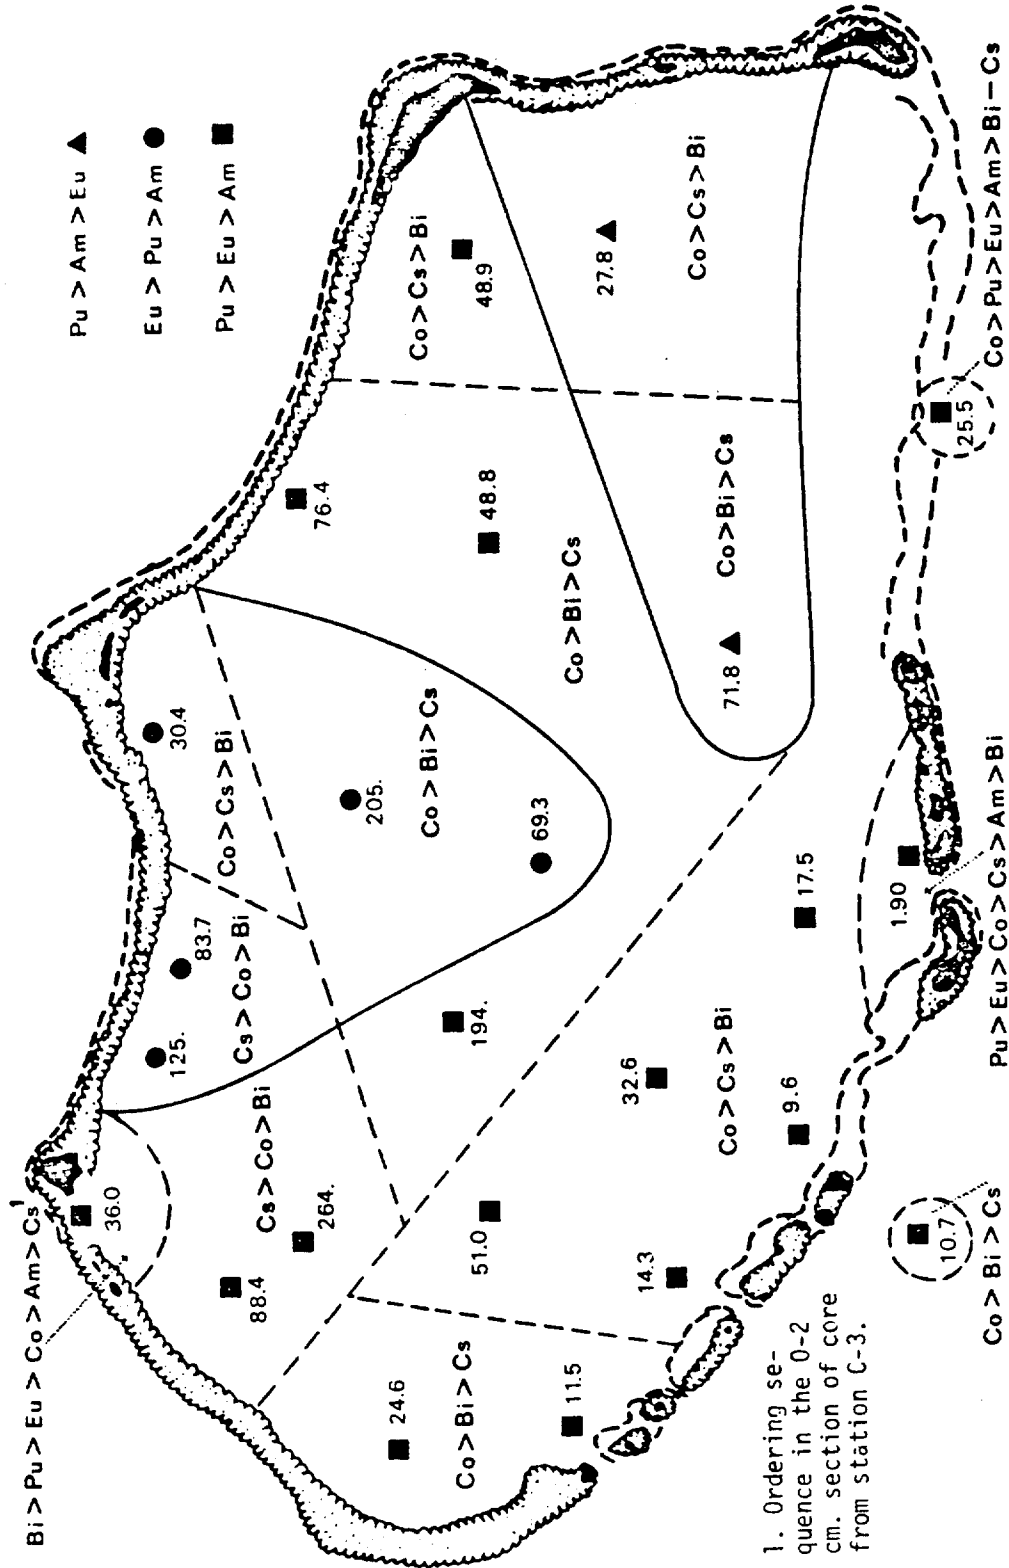 Bi > Pu > Eu > Co > Am > Cs¹
Pu > Am > Eu ▲
Eu > Pu > Am ●
Pu > Eu > Am ■
36.0
125.
83.7
30.4
76.4
88.4
264.
Cs > Co > Bi
Cs > Co > Bi
Co > Cs > Bi
205.
Co > Bi > Cs
69.3
194.
48.8
Co > Bi > Cs
Co > Cs > Bi
48.9
27.8
Co > Cs > Bi
71.8
Co > Bi > Cs
24.6
Co > Bi > Cs
11.5
51.0
14.3
32.6
Co > Cs > Bi
9.6
17.5
1.90
25.5
10.7
Co > Bi > Cs
Pu > Eu > Co > Cs > Am > Bi
Co > Pu > Eu > Am > Bi – Cs
1. Ordering se-
quence in the 0-2
cm. section of core
from station C-3.